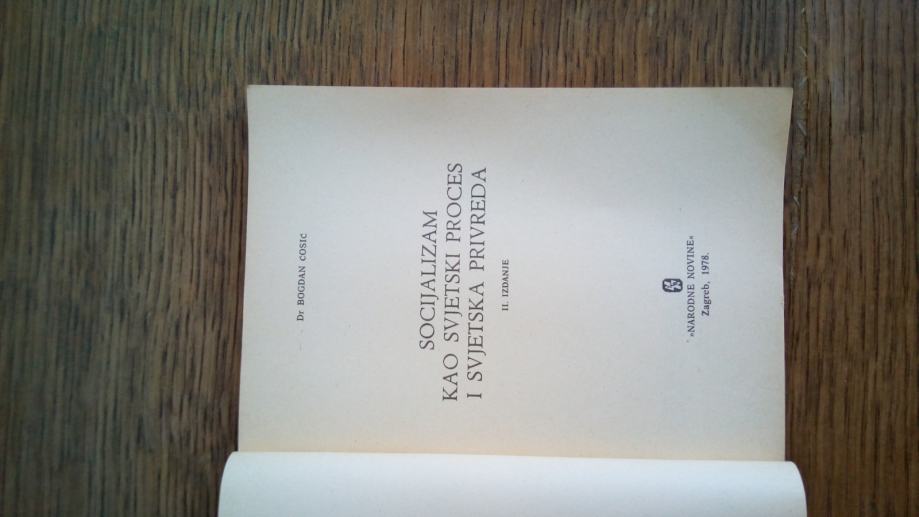 Dr BOGDAN COSIC
SOCIJALIZAM
KAO SVJETSKI PROCES
I SVJETSKA PRIVREDA
II. IZDANJE
»NARODNE NOVINE«
Zagreb, 1978.